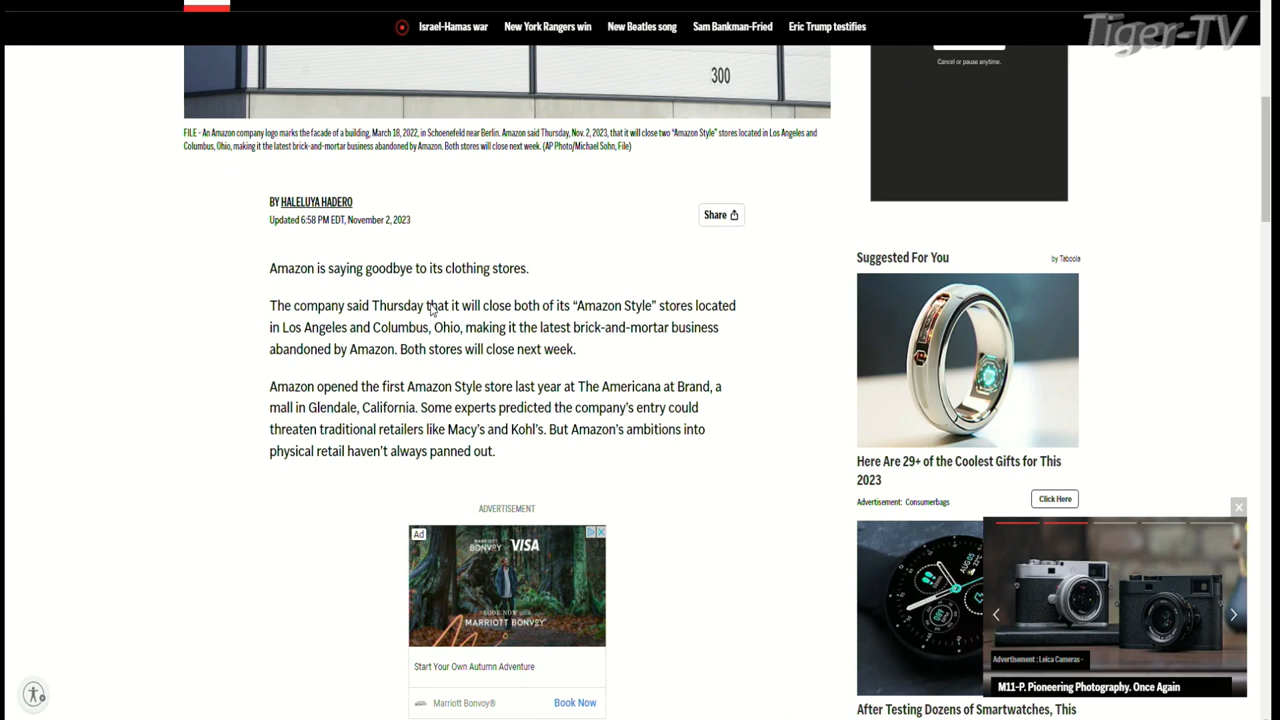 Israel-Hamas war New York Rangers win New Beatles song Sam Bankman-Fried Eric Trump testifies
Tiger-TV
300
Cancel or pause anytime.
FILE - An Amazon company logo marks the facade of a building, March 18, 2022, in Schoenefeld near Berlin. Amazon said Thursday, Nov. 2, 2023, that it will close two “Amazon Style” stores located in Los Angeles and
Columbus, Ohio, making it the latest brick-and-mortar business abandoned by Amazon. Both stores will close next week. (AP Photo/Michael Sohn, File)
BY HALELUYA HADERO
Updated 6:58 PM EDT, November 2, 2023
Share
Amazon is saying goodbye to its clothing stores.
The company said Thursday that it will close both of its “Amazon Style” stores located
in Los Angeles and Columbus, Ohio, making it the latest brick-and-mortar business
abandoned by Amazon. Both stores will close next week.
Amazon opened the first Amazon Style store last year at The Americana at Brand, a
mall in Glendale, California. Some experts predicted the company’s entry could
threaten traditional retailers like Macy’s and Kohl’s. But Amazon’s ambitions into
physical retail haven’t always panned out.
ADVERTISEMENT
Ad
MARRIOTT
BONVOY VISA
BOOK NOW
MARRIOTT BONVOY
Start Your Own Autumn Adventure
Marriott Bonvoy®
Book Now
Suggested For You
by Taboola
Here Are 29+ of the Coolest Gifts for This
2023
Advertisement: Consumerbags
Click Here
Advertisement : Leica Cameras -
M11-P. Pioneering Photography. Once Again
After Testing Dozens of Smartwatches, This